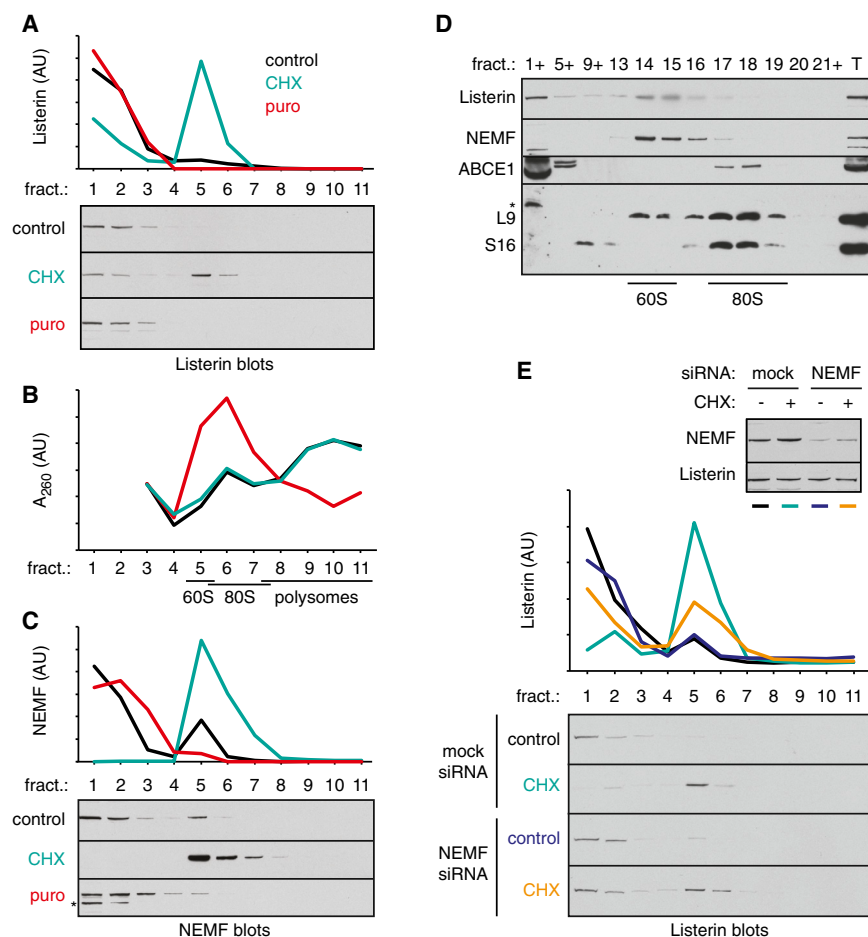 A
Listerin (AU)
control
CHX
puro
fract.: 1 2 3 4 5 6 7 8 9 10 11
control
CHX
puro
Listerin blots
B
A260 (AU)
fract.: 1 2 3 4 5 6 7 8 9 10 11
60S 80S polysomes
C
NEMF (AU)
fract.: 1 2 3 4 5 6 7 8 9 10 11
control
CHX
puro
*
NEMF blots
D
fract.: 1+ 5+ 9+ 13 14 15 16 17 18 19 20 21+ T
Listerin
NEMF
ABCE1
*
L9
S16
60S 80S
E
siRNA: mock NEMF
CHX: - + - +
NEMF
Listerin
Listerin (AU)
fract.: 1 2 3 4 5 6 7 8 9 10 11
mock siRNA
control
CHX
NEMF siRNA
control
CHX
Listerin blots